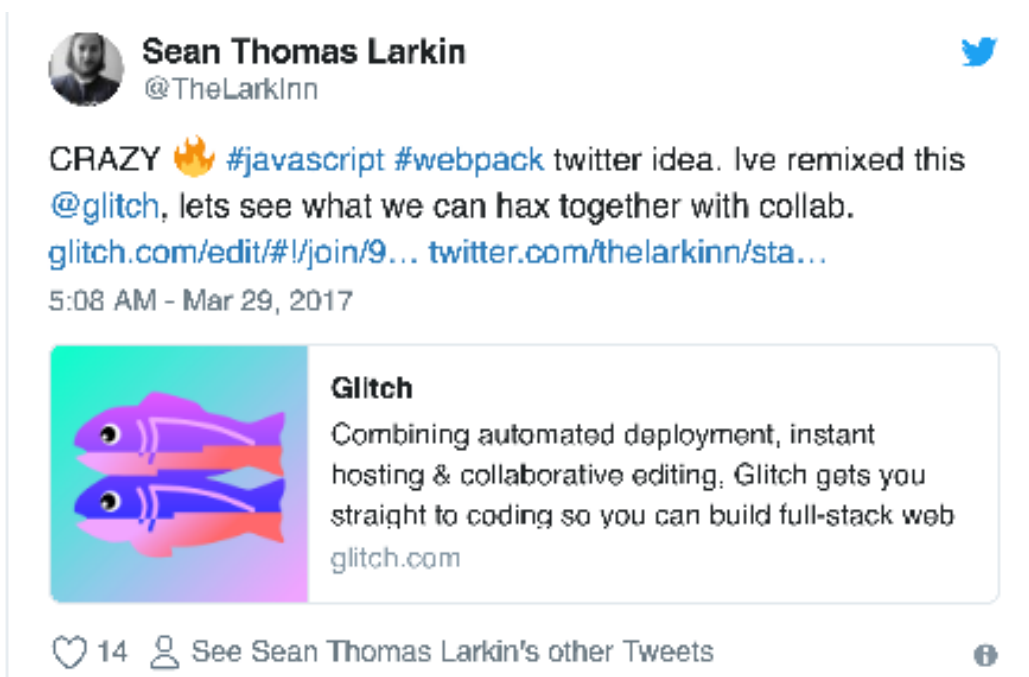 Sean Thomas Larkin
@TheLarkInn
CRAZY 🔥 #javascript #webpack twitter idea. Ive remixed this
@glitch, lets see what we can hax together with collab.
glitch.com/edit/#!/join/9… twitter.com/thelarkinn/sta…
5:08 AM - Mar 29, 2017
Glitch
Combining automated deployment, instant
hosting & collaborative editing, Glitch gets you
straight to coding so you can build full-stack web
glitch.com
14 See Sean Thomas Larkin's other Tweets